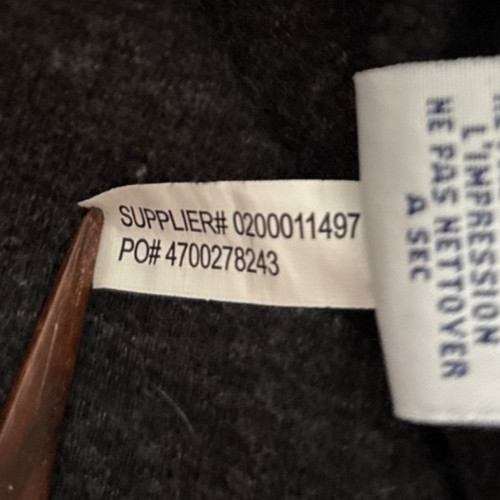 SUPPLIER# 0200011497
PO# 4700278243
L'IMPRESSION
NE PAS NETTOYER
A SEC